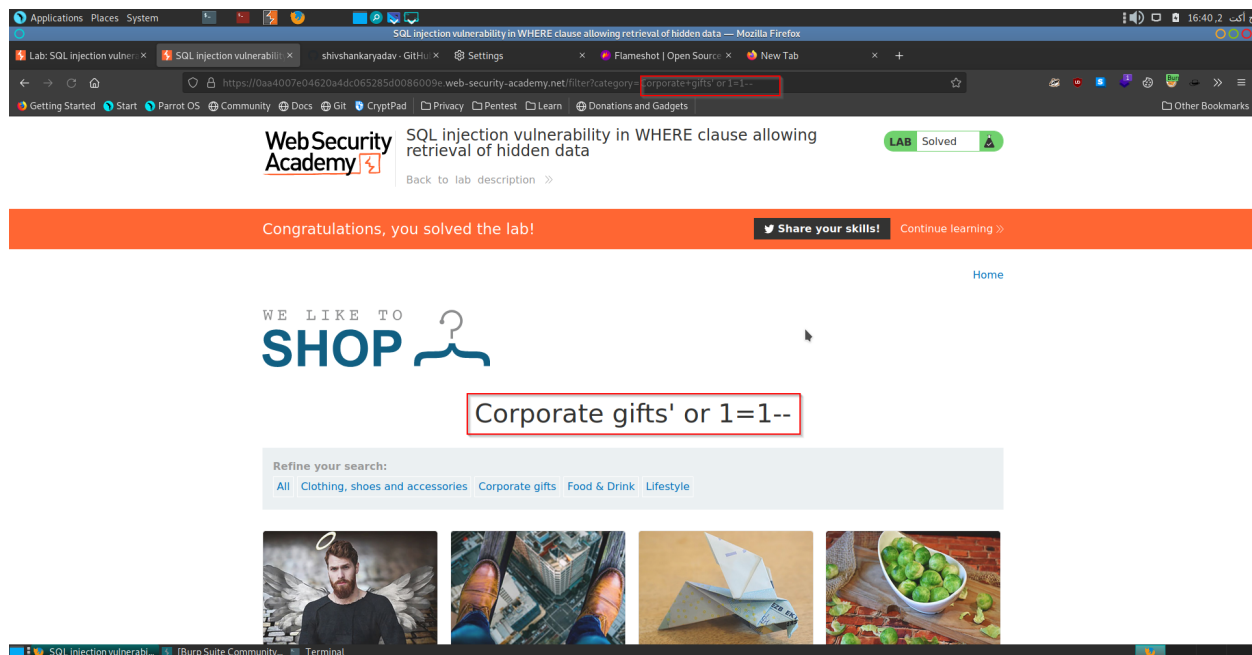 Applications Places System
16:40 ,2 أكت
SQL injection vulnerability in WHERE clause allowing retrieval of hidden data — Mozilla Firefox
Lab: SQL injection vulner
SQL injection vulnerabilit
shivshankaryadav · GitHu
Settings
Flameshot | Open Source
New Tab
https://0aa4007e04620a4dc065285d0086009e.web-security-academy.net/filter?category=Corporate+gifts' or 1=1--
Getting Started Start Parrot OS Community Docs Git CryptPad Privacy Pentest Learn Donations and Gadgets Other Bookmarks
Web Security
Academy
SQL injection vulnerability in WHERE clause allowing
retrieval of hidden data
LAB Solved
Back to lab description »
Congratulations, you solved the lab!
Share your skills!
Continue learning »
Home
WE LIKE TO
SHOP
Corporate gifts' or 1=1--
Refine your search:
All Clothing, shoes and accessories Corporate gifts Food & Drink Lifestyle
SQL injection vulnerabi...
[Burp Suite Community...
Terminal